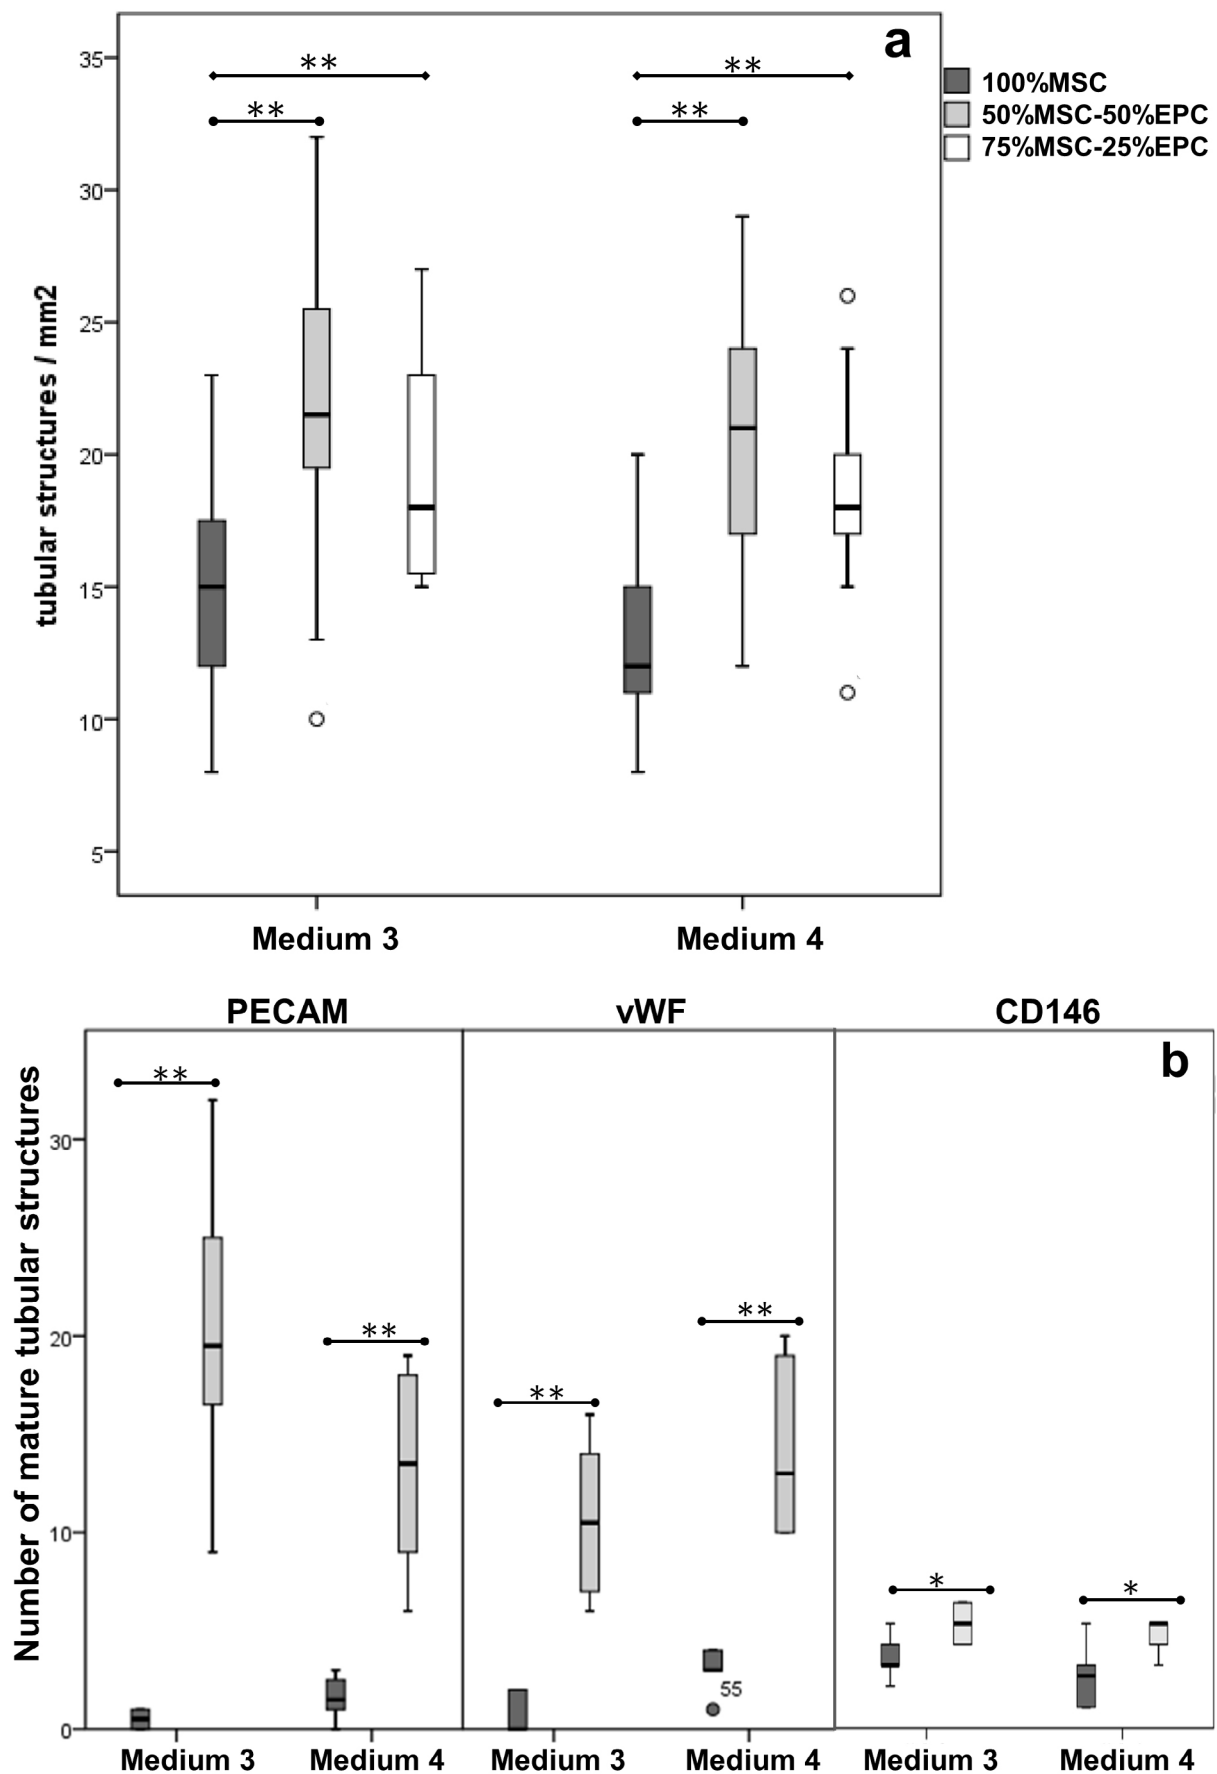 a
35
30
25
20
15
10
5
tubular structures / mm2
** **
** **
100%MSC
50%MSC-50%EPC
75%MSC-25%EPC
Medium 3 Medium 4
PECAM vWF CD146
b
Number of mature tubular structures
30
20
10
0
** ** ** ** * *
55
Medium 3 Medium 4 Medium 3 Medium 4 Medium 3 Medium 4